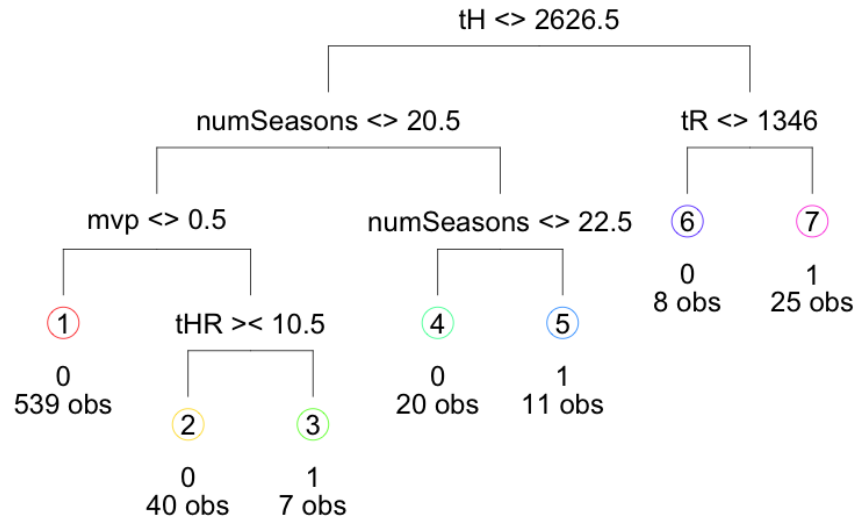 tH <> 2626.5
numSeasons <> 20.5
tR <> 1346
mvp <> 0.5
numSeasons <> 22.5
6
7
0
8 obs
1
25 obs
1
tHR >< 10.5
4
5
0
539 obs
0
20 obs
1
11 obs
2
3
0
40 obs
1
7 obs